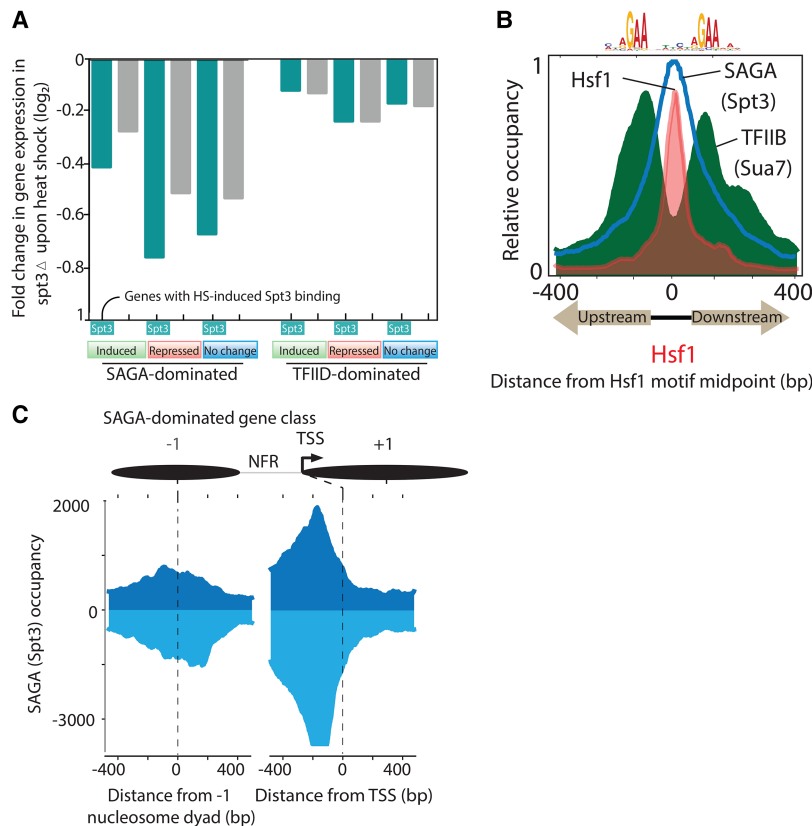 A
Fold change in gene expression in
spt3△ upon heat shock (log2)
0
-0.2
-0.4
-0.6
-0.8
1
Genes with HS-induced Spt3 binding
Spt3 Spt3 Spt3 Spt3 Spt3 Spt3
Induced Repressed No change Induced Repressed No change
SAGA-dominated TFIID-dominated
B
GAA GAA
Relative occupancy
1
0
Hsf1
SAGA
(Spt3)
TFIIB
(Sua7)
-400 0 400
Upstream Downstream
Hsf1
Distance from Hsf1 motif midpoint (bp)
C
SAGA-dominated gene class
-1 NFR TSS +1
SAGA (Spt3) occupancy
2000
0
-3000
-400 0 400 -400 0 400
Distance from -1
nucleosome dyad (bp)
Distance from TSS (bp)